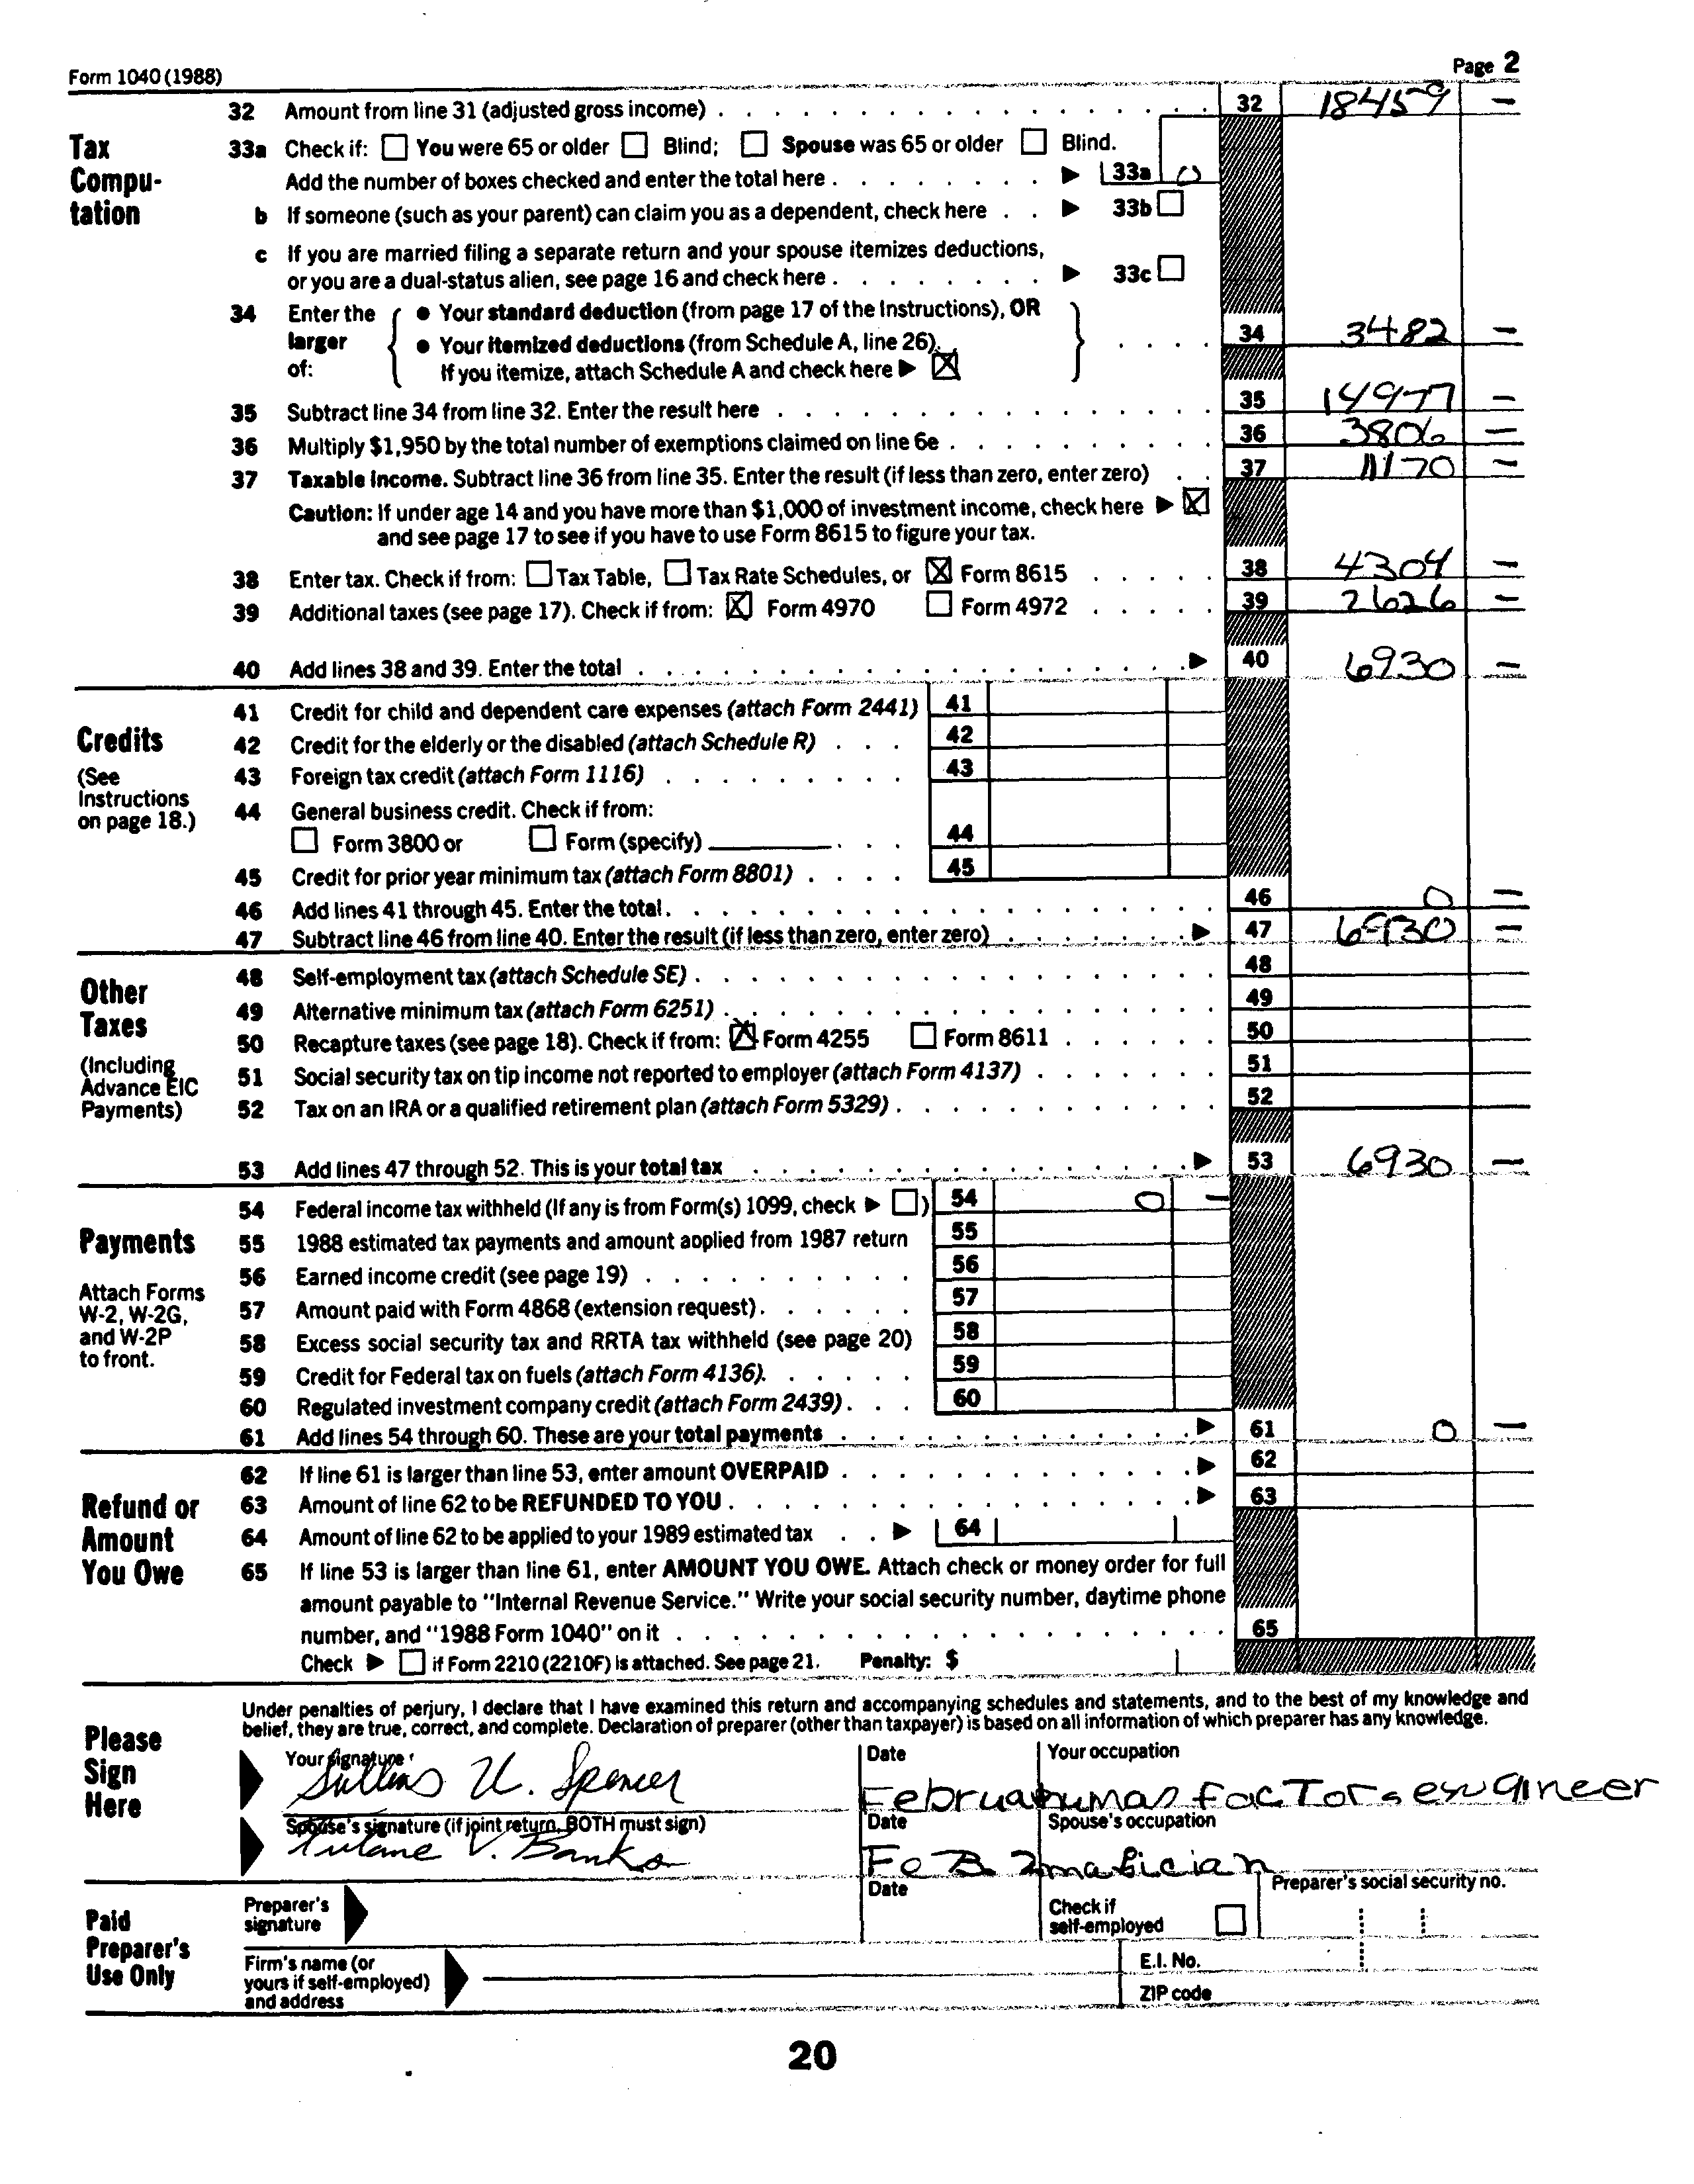 Form 1040 (1988) Page 2
Tax Compu-tation
32 Amount from line 31 (adjusted gross income) 32 18459 —
33a Check if: You were 65 or older Blind; Spouse was 65 or older Blind.
Add the number of boxes checked and enter the total here 33a 0
b If someone (such as your parent) can claim you as a dependent, check here 33b
c If you are married filing a separate return and your spouse itemizes deductions,
or you are a dual-status alien, see page 16 and check here 33c
34 Enter the larger of:
• Your standard deduction (from page 17 of the Instructions), OR
• Your itemized deductions (from Schedule A, line 26).
If you itemize, attach Schedule A and check here X 34 3482 —
35 Subtract line 34 from line 32. Enter the result here 35 14977 —
36 Multiply $1,950 by the total number of exemptions claimed on line 6e 36 3806 —
37 Taxable income. Subtract line 36 from line 35. Enter the result (if less than zero, enter zero) 37 11170 —
Caution: If under age 14 and you have more than $1,000 of investment income, check here X
and see page 17 to see if you have to use Form 8615 to figure your tax.
38 Enter tax. Check if from: Tax Table, Tax Rate Schedules, or X Form 8615 38 4304 —
39 Additional taxes (see page 17). Check if from: X Form 4970 Form 4972 39 2626 —
40 Add lines 38 and 39. Enter the total 40 6930 —
Credits
(See Instructions on page 18.)
41 Credit for child and dependent care expenses (attach Form 2441) 41
42 Credit for the elderly or the disabled (attach Schedule R) 42
43 Foreign tax credit (attach Form 1116) 43
44 General business credit. Check if from:
Form 3800 or Form (specify) 44
45 Credit for prior year minimum tax (attach Form 8801) 45
46 Add lines 41 through 45. Enter the total 46 0 —
47 Subtract line 46 from line 40. Enter the result (if less than zero, enter zero) 47 6930 —
Other Taxes
(Including Advance EIC Payments)
48 Self-employment tax (attach Schedule SE) 48
49 Alternative minimum tax (attach Form 6251) 49
50 Recapture taxes (see page 18). Check if from: X Form 4255 Form 8611 50
51 Social security tax on tip income not reported to employer (attach Form 4137) 51
52 Tax on an IRA or a qualified retirement plan (attach Form 5329) 52
53 Add lines 47 through 52. This is your total tax 53 6930 —
Payments
Attach Forms W-2, W-2G, and W-2P to front.
54 Federal income tax withheld (If any is from Form(s) 1099, check ) 54 0 —
55 1988 estimated tax payments and amount applied from 1987 return 55
56 Earned income credit (see page 19) 56
57 Amount paid with Form 4868 (extension request) 57
58 Excess social security tax and RRTA tax withheld (see page 20) 58
59 Credit for Federal tax on fuels (attach Form 4136) 59
60 Regulated investment company credit (attach Form 2439) 60
61 Add lines 54 through 60. These are your total payments 61 0 —
Refund or Amount You Owe
62 If line 61 is larger than line 53, enter amount OVERPAID 62
63 Amount of line 62 to be REFUNDED TO YOU 63
64 Amount of line 62 to be applied to your 1989 estimated tax 64
65 If line 53 is larger than line 61, enter AMOUNT YOU OWE. Attach check or money order for full
amount payable to "Internal Revenue Service." Write your social security number, daytime phone
number, and "1988 Form 1040" on it 65
Check if Form 2210 (2210F) is attached. See page 21. Penalty: $
Please Sign Here
Under penalties of perjury, I declare that I have examined this return and accompanying schedules and statements, and to the best of my knowledge and
belief, they are true, correct, and complete. Declaration of preparer (other than taxpayer) is based on all information of which preparer has any knowledge.
Your signature Date Your occupation
U. Spencer factors engineer
Spouse's signature (if joint return, BOTH must sign) Date Spouse's occupation
V. Banks Feb
Paid Preparer's Use Only
Preparer's signature Date Check if self-employed Preparer's social security no.
Firm's name (or yours if self-employed) and address E.I. No.
ZIP code
20